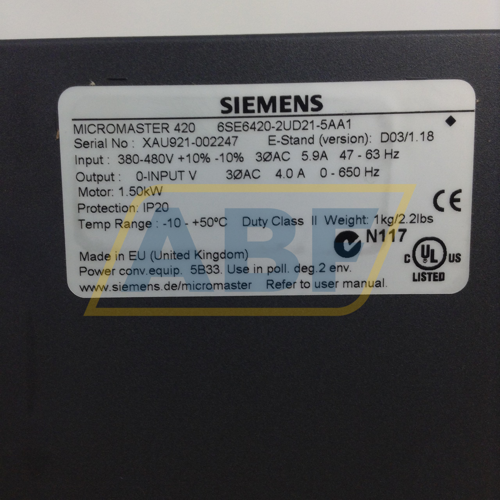 SIEMENS
MICROMASTER 420 6SE6420-2UD21-5AA1
Serial No : XAU921-002247 E-Stand (version): D03/1.18
Input : 380-480V +10% -10% 3ØAC 5.9A 47 - 63 Hz
Output : 0-INPUT V 3ØAC 4.0 A 0 - 650 Hz
Motor: 1.50kW
Protection: IP20
Temp Range : -10 - +50ºC Duty Class II Weight: 1kg/2.2lbs
CE
N117
Made in EU (United Kingdom)
Power conv.equip. 5B33. Use in poll. deg.2 env.
www.siemens.de/micromaster Refer to user manual.
C UL US
LISTED
ABF